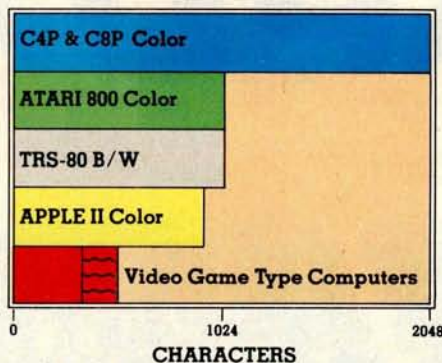 C4P & C8P Color
ATARI 800 Color
TRS-80 B/W
APPLE II Color
Video Game Type Computers
0 1024 2048
CHARACTERS